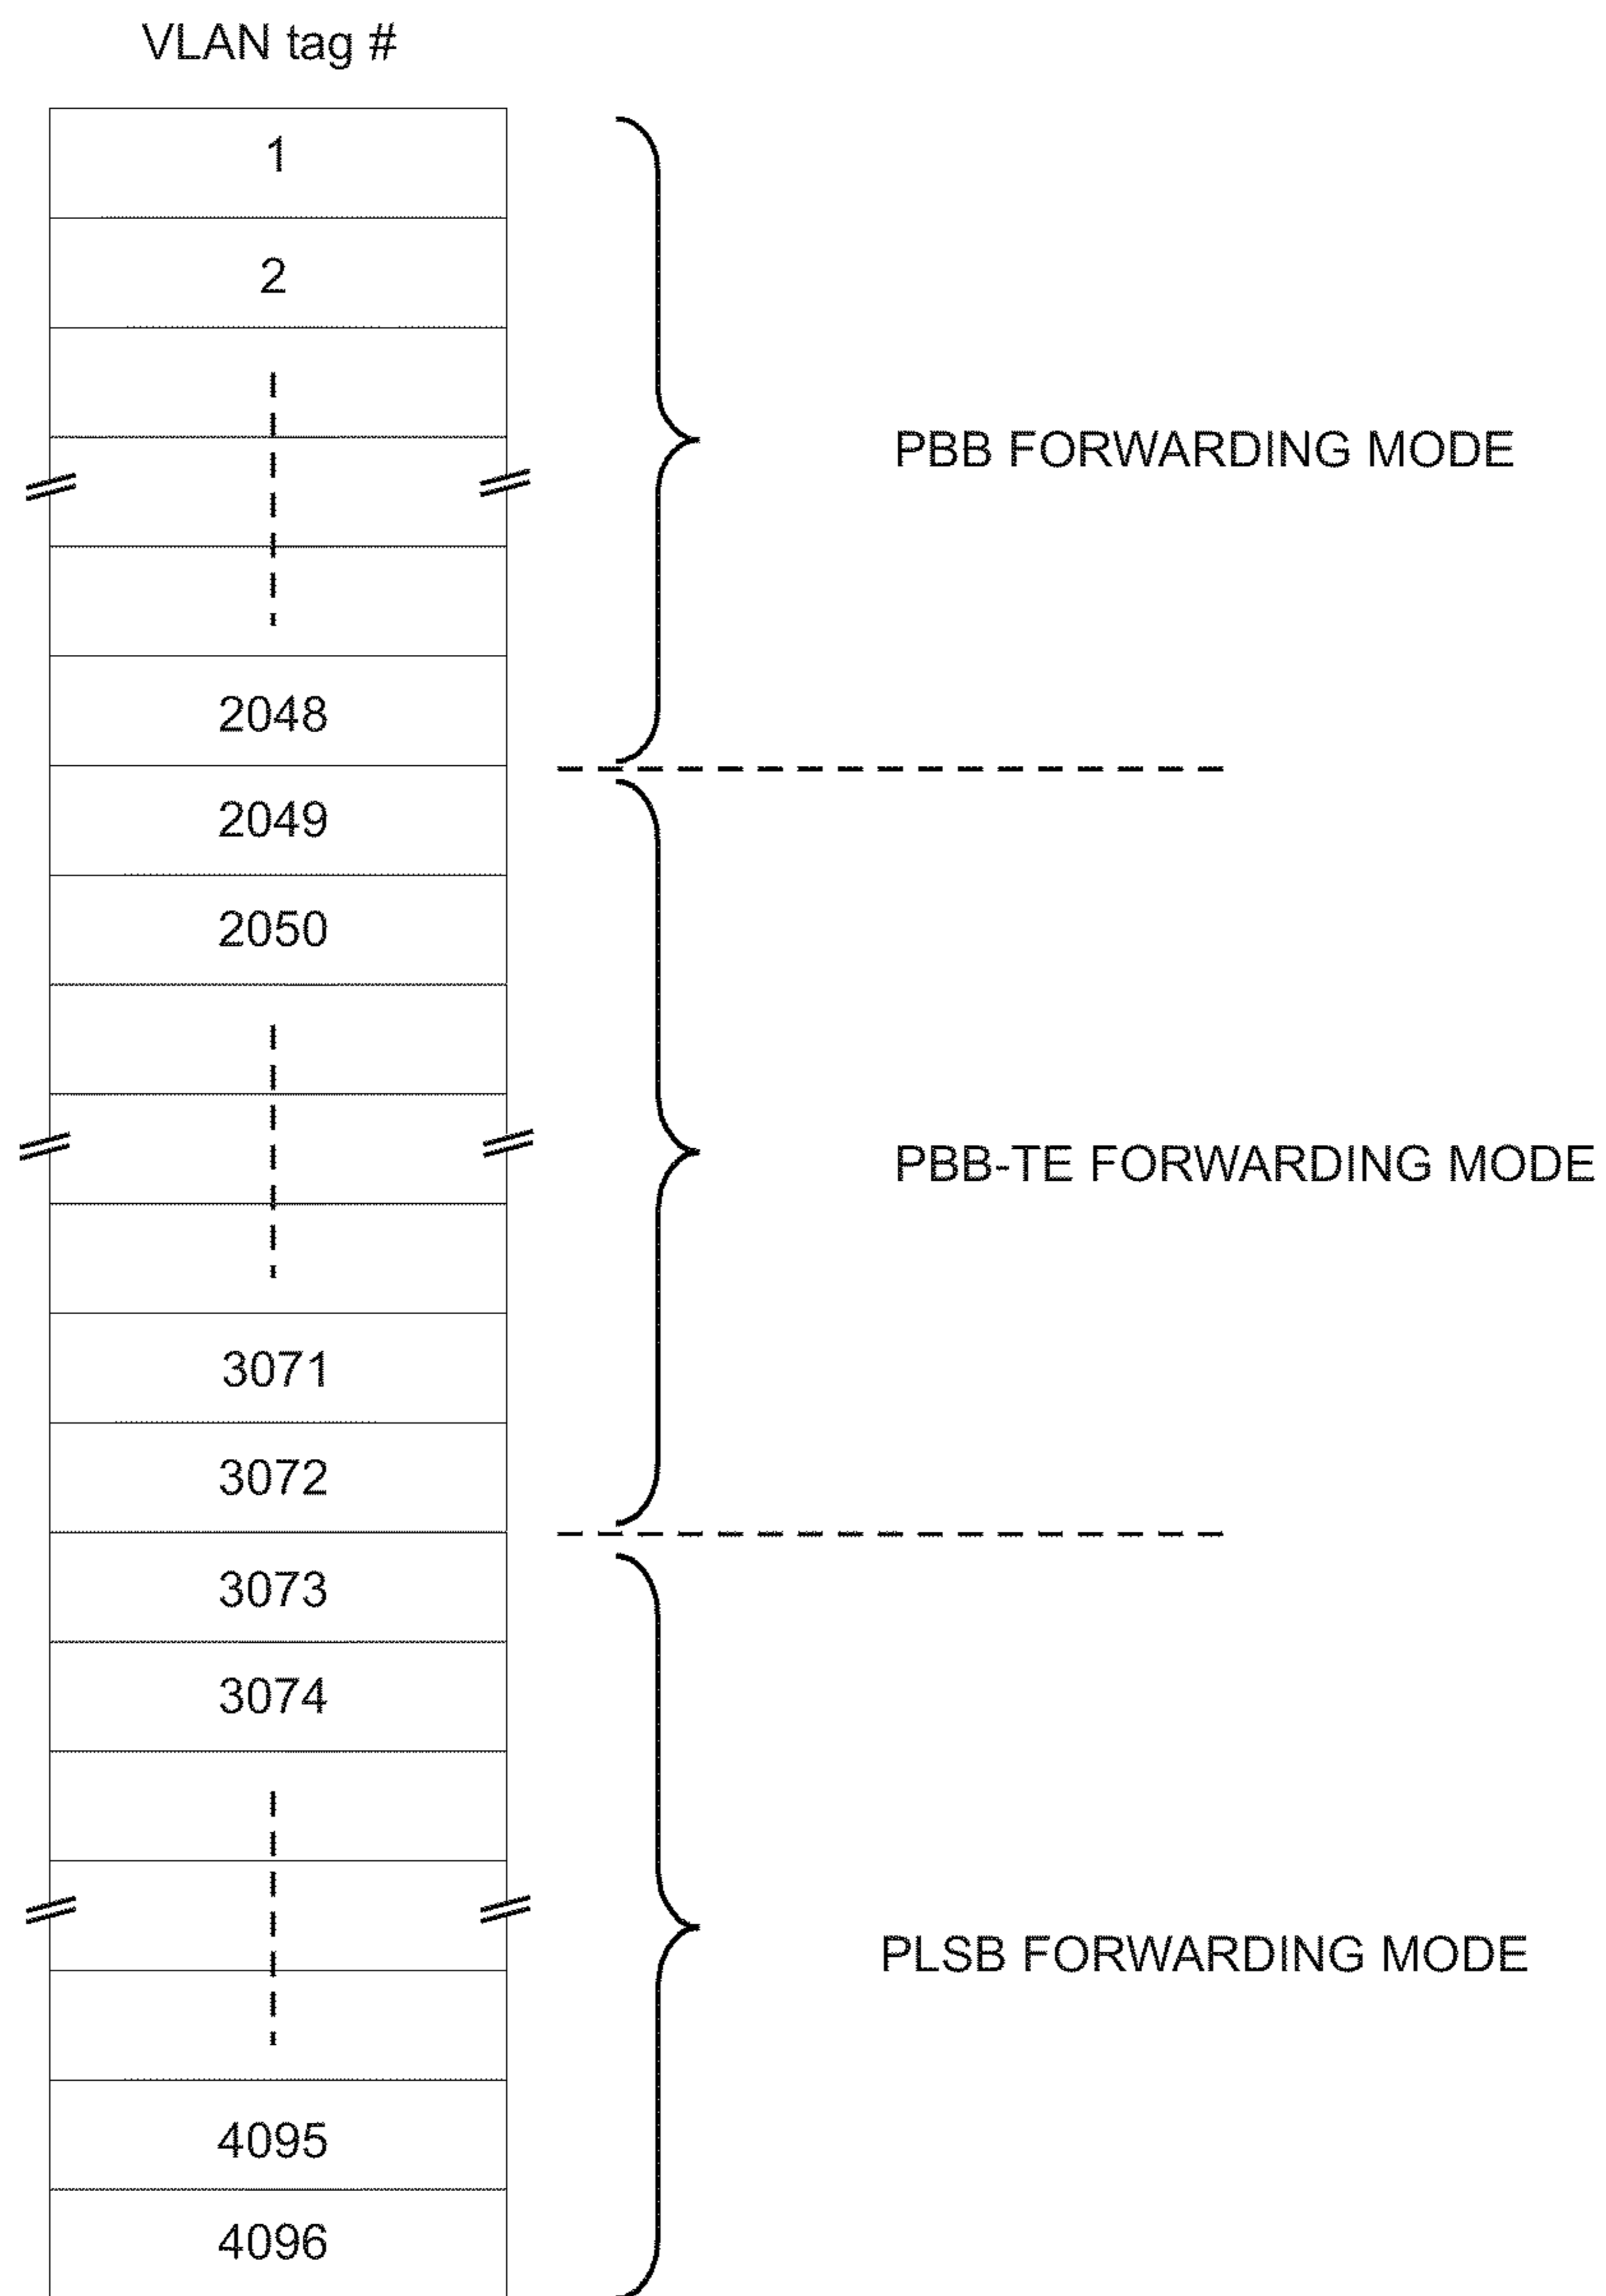 VLAN tag #
1
2
PBB FORWARDING MODE
2048
2049
2050
PBB-TE FORWARDING MODE
3071
3072
3073
3074
PLSB FORWARDING MODE
4095
4096